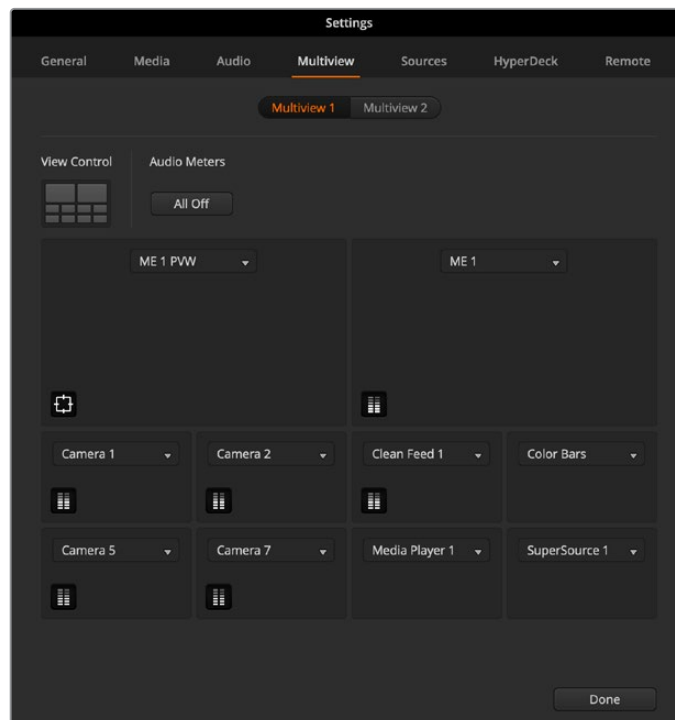 Settings
General Media Audio Multiview Sources HyperDeck Remote
Multiview 1 Multiview 2
View Control Audio Meters
All Off
ME 1 PVW ME 1
Camera 1 Camera 2 Clean Feed 1 Color Bars
Camera 5 Camera 7 Media Player 1 SuperSource 1
Done